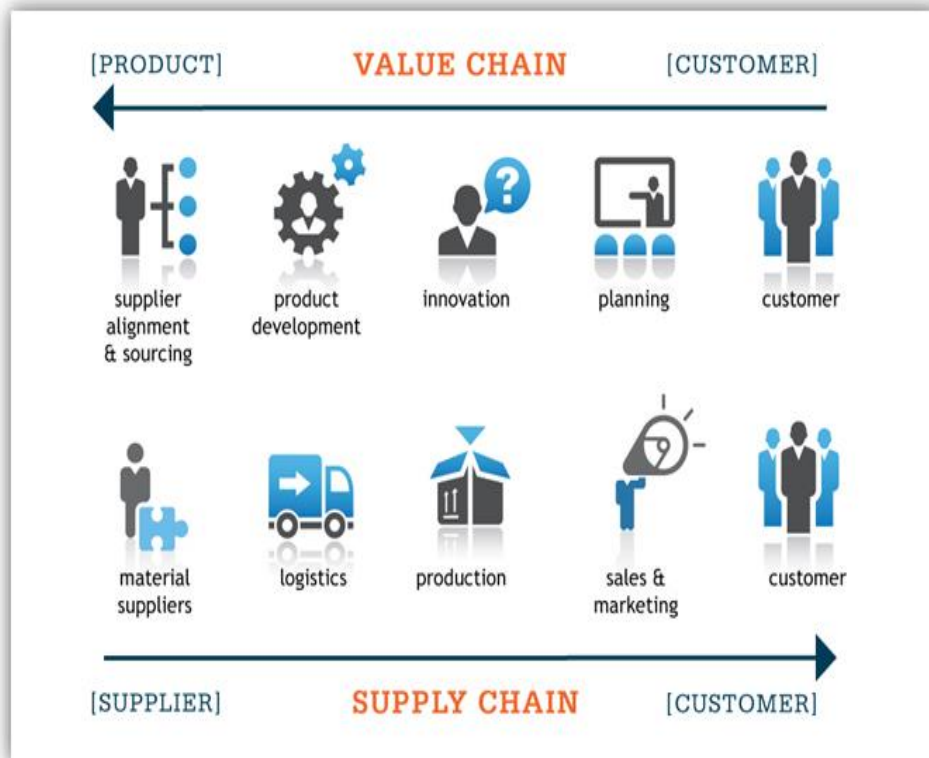 [PRODUCT] VALUE CHAIN [CUSTOMER]
supplier
alignment
& sourcing
product
development
innovation
planning
customer
material
suppliers
logistics
production
sales &
marketing
customer
[SUPPLIER] SUPPLY CHAIN [CUSTOMER]